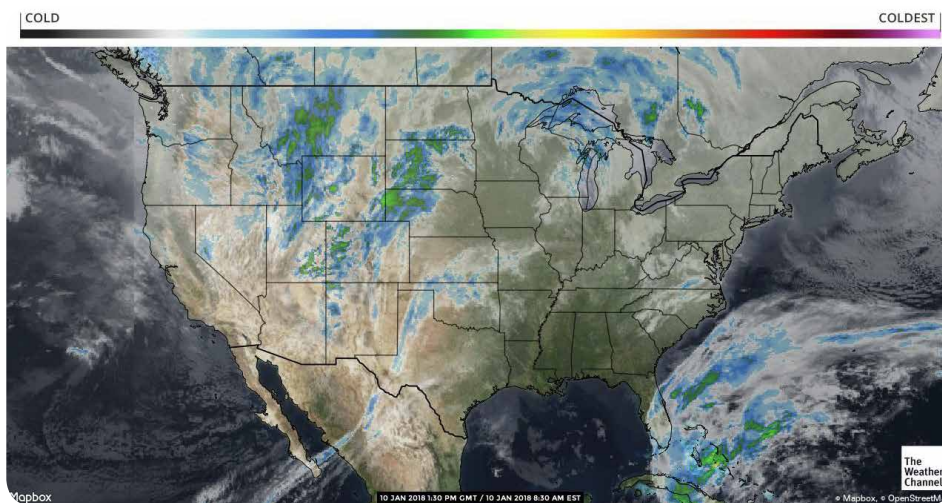 COLD
COLDEST
10 JAN 2018 1:30 PM GMT / 10 JAN 2018 8:30 AM EST
The
Weather
Channel
Mapbox
© Mapbox, © OpenStreetM